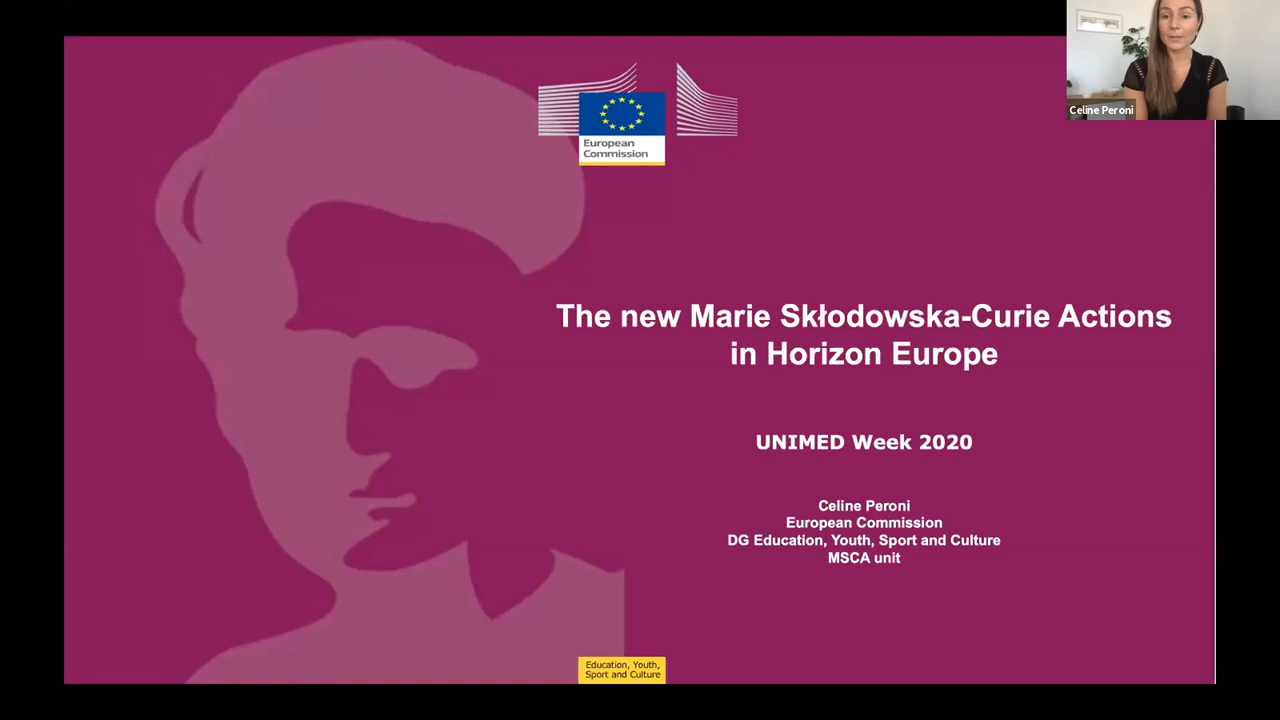 Celine Peroni
European
Commission
The new Marie Skłodowska-Curie Actions
in Horizon Europe
UNIMED Week 2020
Celine Peroni
European Commission
DG Education, Youth, Sport and Culture
MSCA unit
Education, Youth,
Sport and Culture